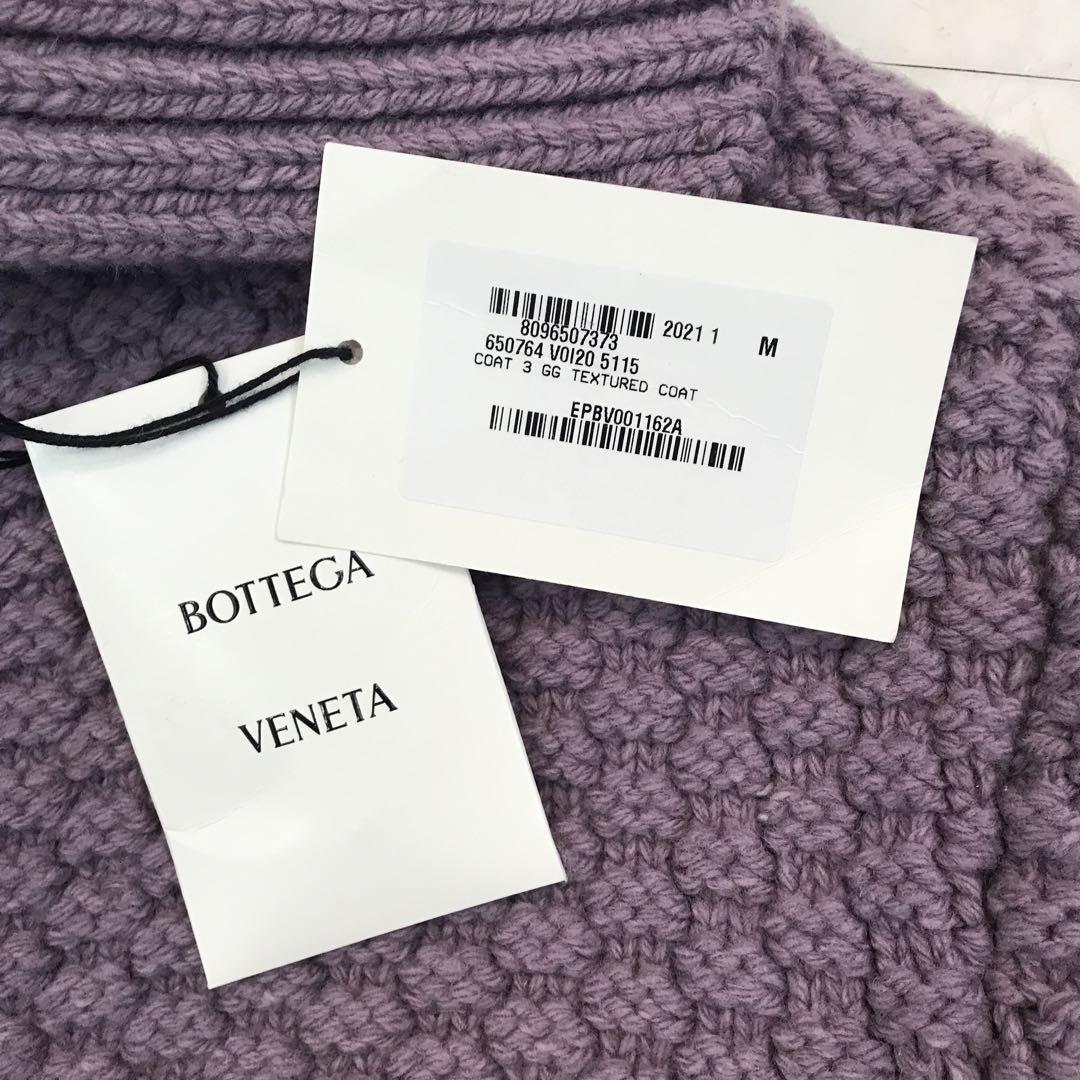 2021 1 M
8096507373
650764 V0I20 5115
COAT 3 GG TEXTURED COAT
EPBV001162A
BOTTEGA
VENETA